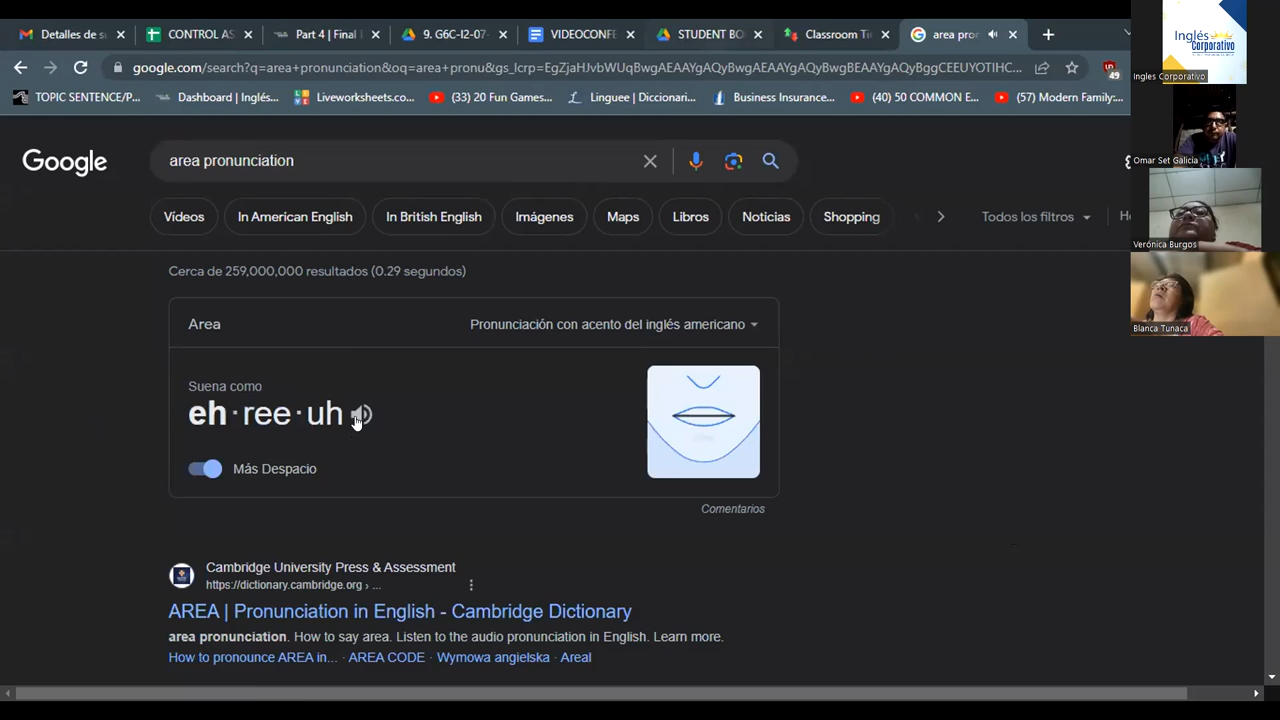 Detalles de su
CONTROL AS
Part 4 | Final
9. G6C-I2-07-
VIDEOCONFE
STUDENT BO
Classroom Ti
area pron
google.com/search?q=area+pronunciation&oq=area+pronu&gs_lcrp=EgZjaHJvbWUqBwgAEAAYgAQyBwgAEAAYgAQyBwgBEAAYgAQyBggCEEUYOTIHC...
49
TOPIC SENTENCE/P...
Dashboard | Inglés...
Liveworksheets.co...
(33) 20 Fun Games...
Linguee | Diccionari...
Business Insurance...
(40) 50 COMMON E...
(57) Modern Family:...
Google
area pronunciation
Vídeos
In American English
In British English
Imágenes
Maps
Libros
Noticias
Shopping
Todos los filtros
Cerca de 259,000,000 resultados (0.29 segundos)
Area
Pronunciación con acento del inglés americano
Suena como
eh · ree · uh
Más Despacio
Comentarios
Cambridge University Press & Assessment
https://dictionary.cambridge.org › ...
AREA | Pronunciation in English - Cambridge Dictionary
area pronunciation. How to say area. Listen to the audio pronunciation in English. Learn more.
How to pronounce AREA in... · AREA CODE · Wymowa angielska · Areal
Inglés
Corporativo
Ingles Corporativo
Omar Set Galicia
Verónica Burgos
Blanca Tunaca